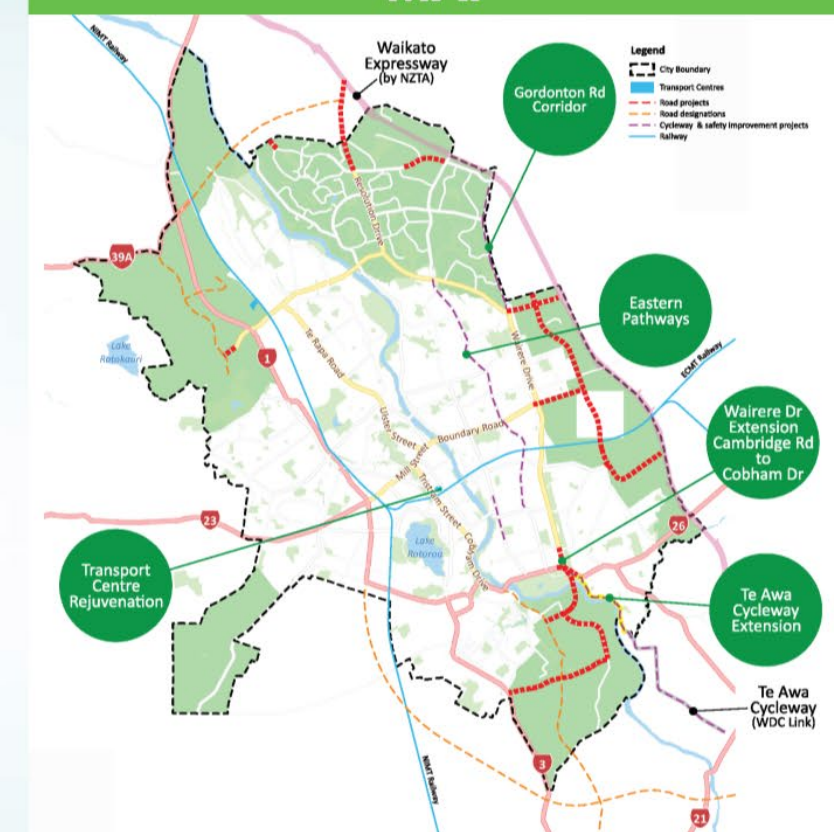 NIMT Railway
Waikato
Expressway
(by NZTA)
Gordonton Rd
Corridor
Legend
City Boundary
Transport Centres
Road projects
Road designations
Cycleway & safety improvement projects
Railway
Resolution Drive
39A
Eastern
Pathways
Lake
Rotokauri
1
Te Rapa Road
Wairere Drive
ECMT Railway
Ulster Street
Boundary Road
Mill Street
Tristram Street
Wairere Dr
Extension
Cambridge Rd
to
Cobham Dr
23
26
Lake
Rotoroa
Cobham Drive
Transport
Centre
Rejuvenation
Te Awa
Cycleway
Extension
Te Awa
Cycleway
(WDC Link)
3
NIMT Railway
21